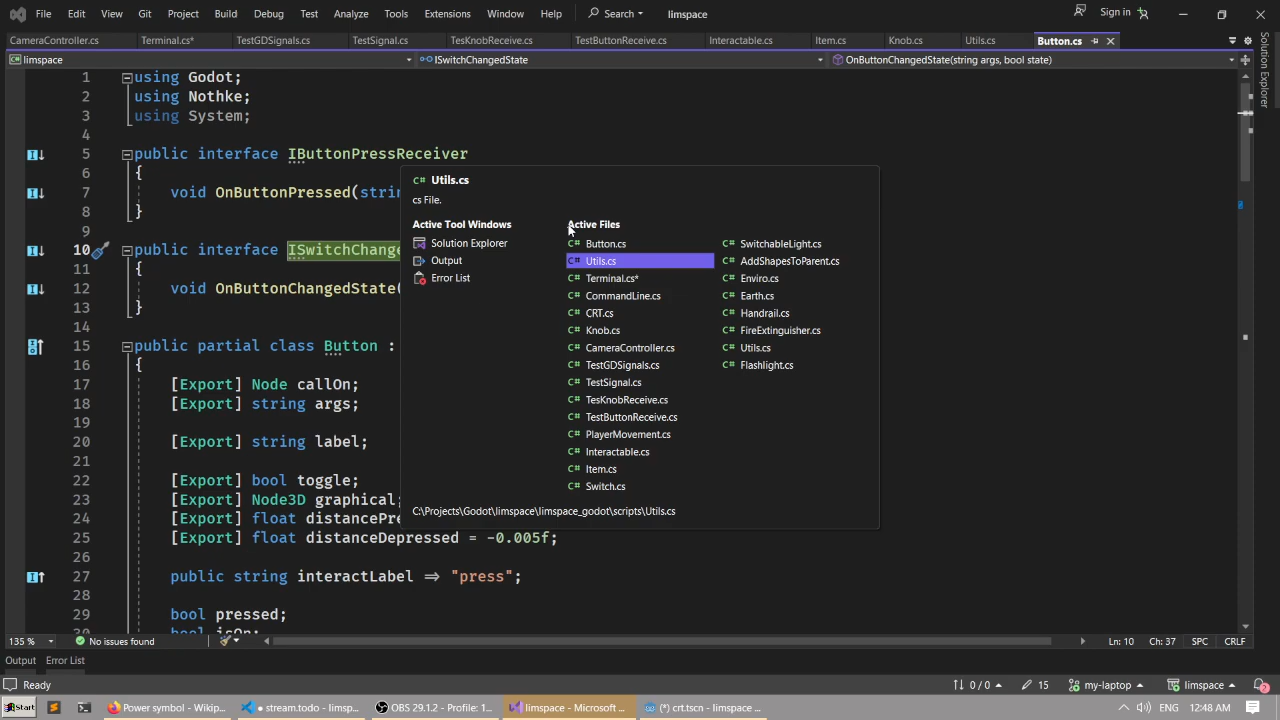 File Edit View Git Project Build Debug Test Analyze Tools Extensions Window Help Search limspace Sign in
CameraController.cs Terminal.cs* TestGDSignals.cs TestSignal.cs TesKnobReceive.cs TestButtonReceive.cs Interactable.cs Item.cs Knob.cs Utils.cs Button.cs
limspace ISwitchChangedState OnButtonChangedState(string args, bool state)
Solution Explorer
1 using Godot;
2 using Nothke;
3 using System;
4
5 public interface IButtonPressReceiver
6 {
7 void OnButtonPressed(strin
8 }
9
10 public interface ISwitchChange
11 {
12 void OnButtonChangedState(
13 }
14
15 public partial class Button :
16 {
17 [Export] Node callOn;
18 [Export] string args;
19
20 [Export] string label;
21
22 [Export] bool toggle;
23 [Export] Node3D graphical;
24 [Export] float distancePre
25 [Export] float distanceDepressed = -0.005f;
26
27 public string interactLabel => "press";
28
29 bool pressed;
30 bool isOn;
Utils.cs
cs File.
Active Tool Windows
Solution Explorer
Output
Error List
Active Files
Button.cs
Utils.cs
Terminal.cs*
CommandLine.cs
CRT.cs
Knob.cs
CameraController.cs
TestGDSignals.cs
TestSignal.cs
TesKnobReceive.cs
TestButtonReceive.cs
PlayerMovement.cs
Interactable.cs
Item.cs
Switch.cs
SwitchableLight.cs
AddShapesToParent.cs
Enviro.cs
Earth.cs
Handrail.cs
FireExtinguisher.cs
Utils.cs
Flashlight.cs
C:\Projects\Godot\limspace_godot\scripts\Utils.cs
135 % No issues found Ln: 10 Ch: 37 SPC CRLF
Output Error List
Ready 0 / 0 15 my-laptop limspace 2
Start Power symbol - Wikip... • stream.todo - limsp... OBS 29.1.2 - Profile: 1... limspace - Microsoft ... (*) crt.tscn - limspace ... 12:48 AM